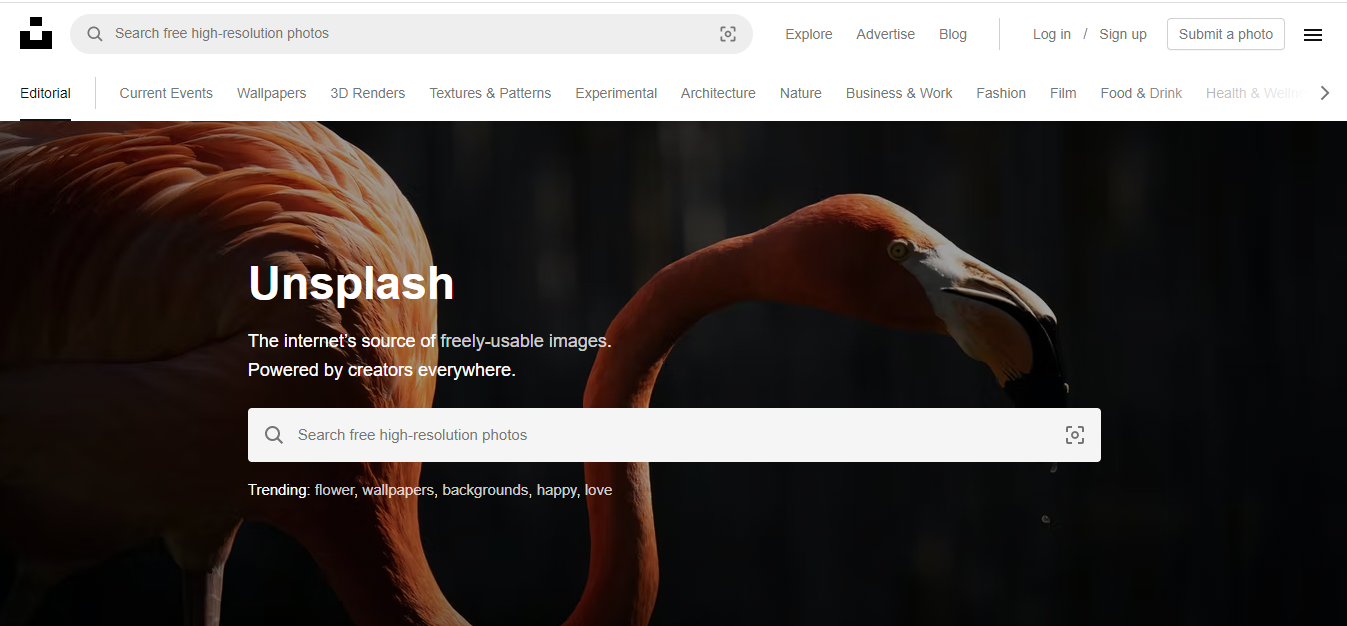 Search free high-resolution photos
Explore
Advertise
Blog
Log in / Sign up
Submit a photo
Editorial
Current Events
Wallpapers
3D Renders
Textures & Patterns
Experimental
Architecture
Nature
Business & Work
Fashion
Film
Food & Drink
Health & Welln
Unsplash
The internet's source of freely-usable images.
Powered by creators everywhere.
Search free high-resolution photos
Trending: flower, wallpapers, backgrounds, happy, love